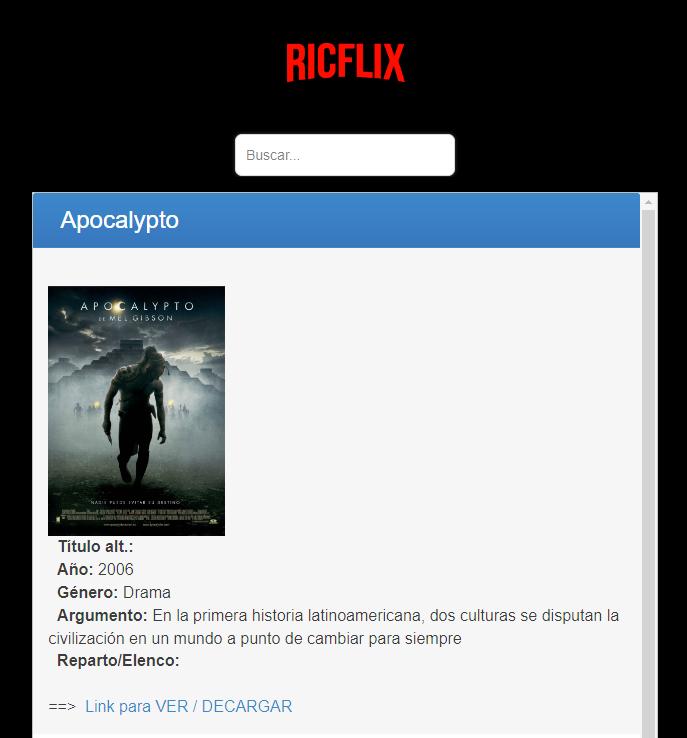 RICFLIX
Buscar...
Apocalypto
APOCALYPTO
DE MEL GIBSON
NADIE PUEDE EVITAR SU DESTINO
Título alt.:
Año: 2006
Género: Drama
Argumento: En la primera historia latinoamericana, dos culturas se disputan la
civilización en un mundo a punto de cambiar para siempre
Reparto/Elenco:
==> Link para VER / DECARGAR